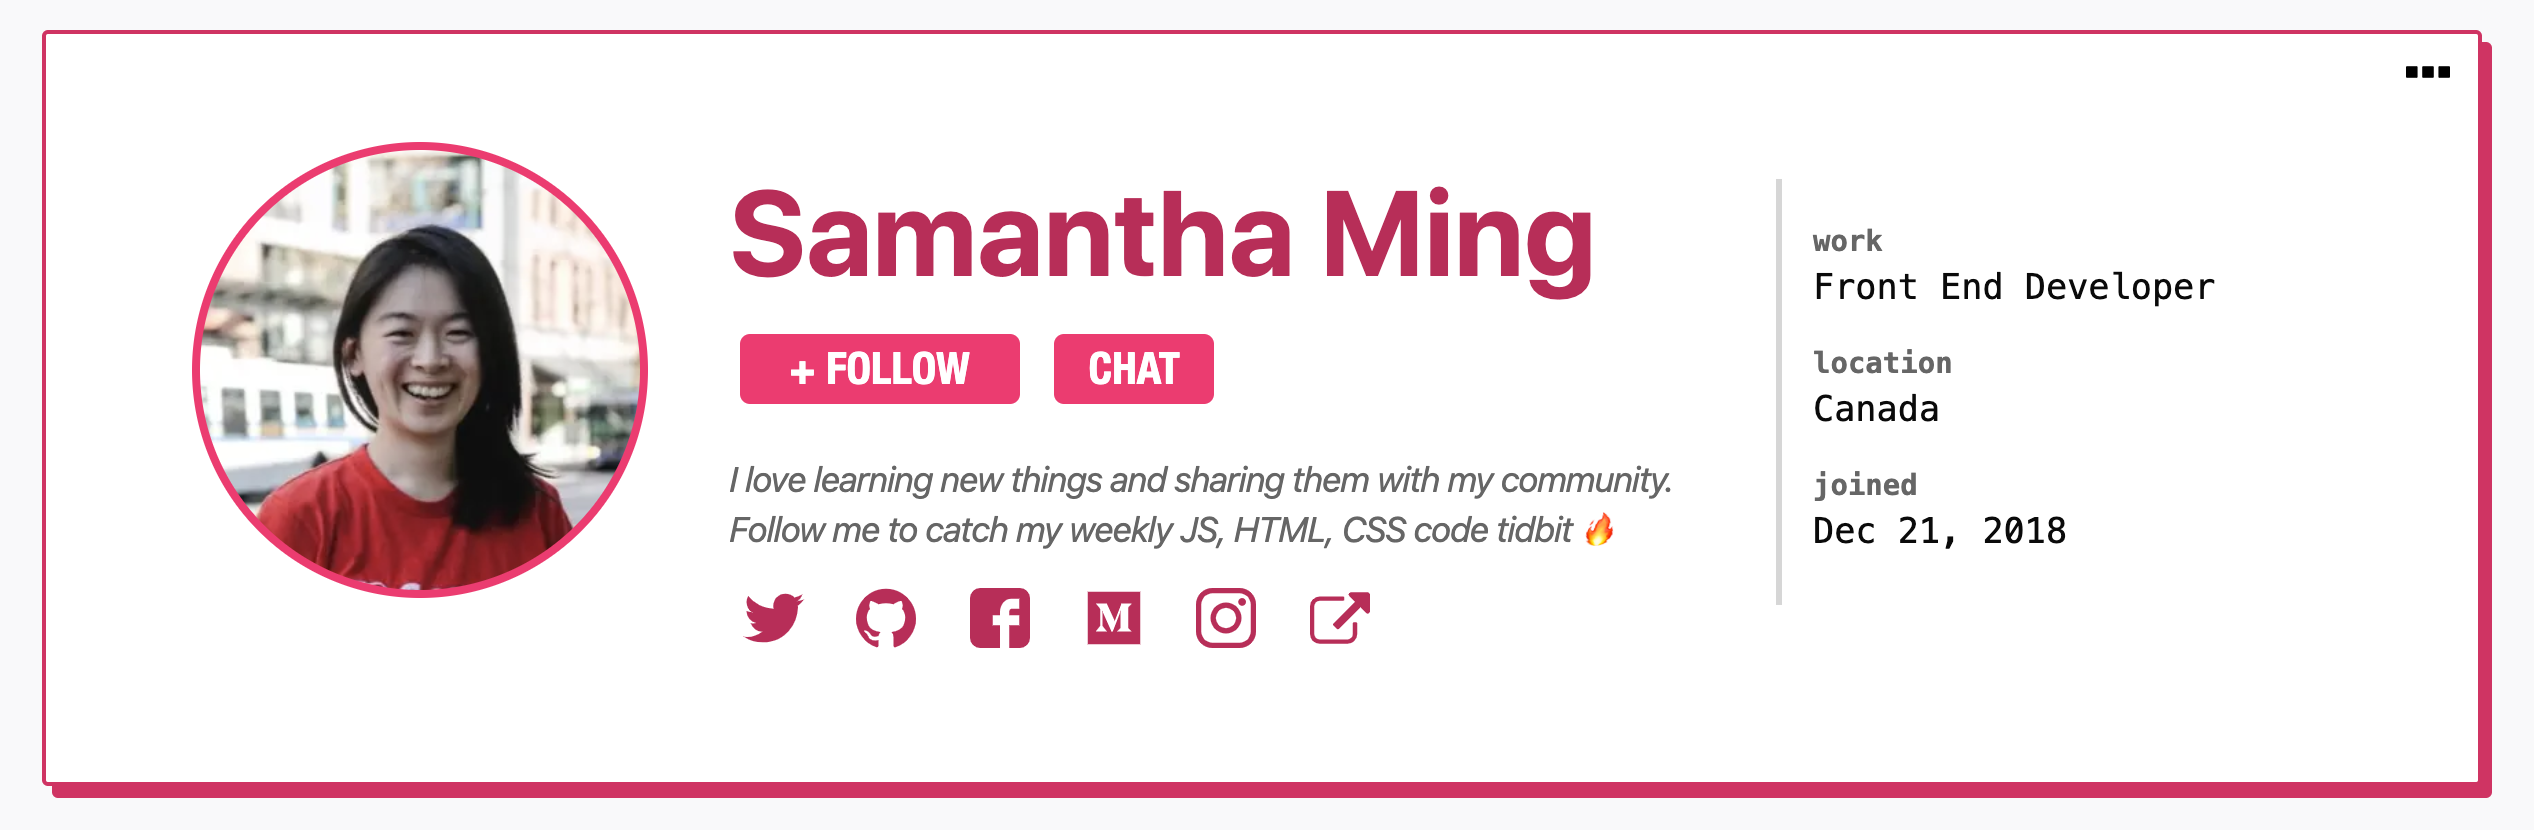 Samantha Ming
+ FOLLOW CHAT
I love learning new things and sharing them with my community.
Follow me to catch my weekly JS, HTML, CSS code tidbit 🔥
M
work
Front End Developer
location
Canada
joined
Dec 21, 2018